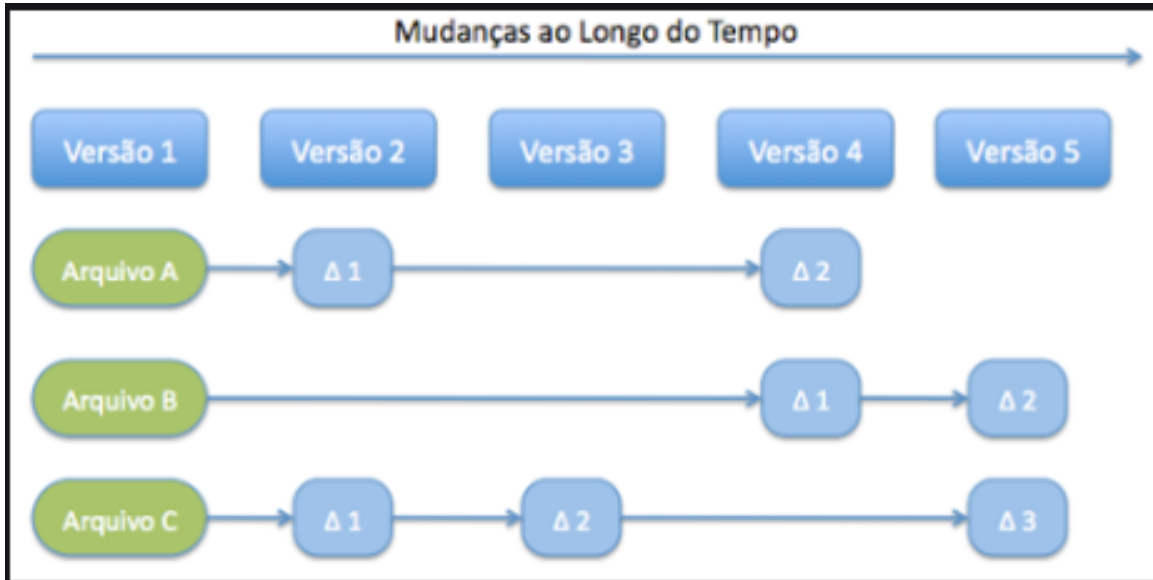 Mudanças ao Longo do Tempo
Versão 1 Versão 2 Versão 3 Versão 4 Versão 5
Arquivo A Δ 1 Δ 2
Arquivo B Δ 1 Δ 2
Arquivo C Δ 1 Δ 2 Δ 3